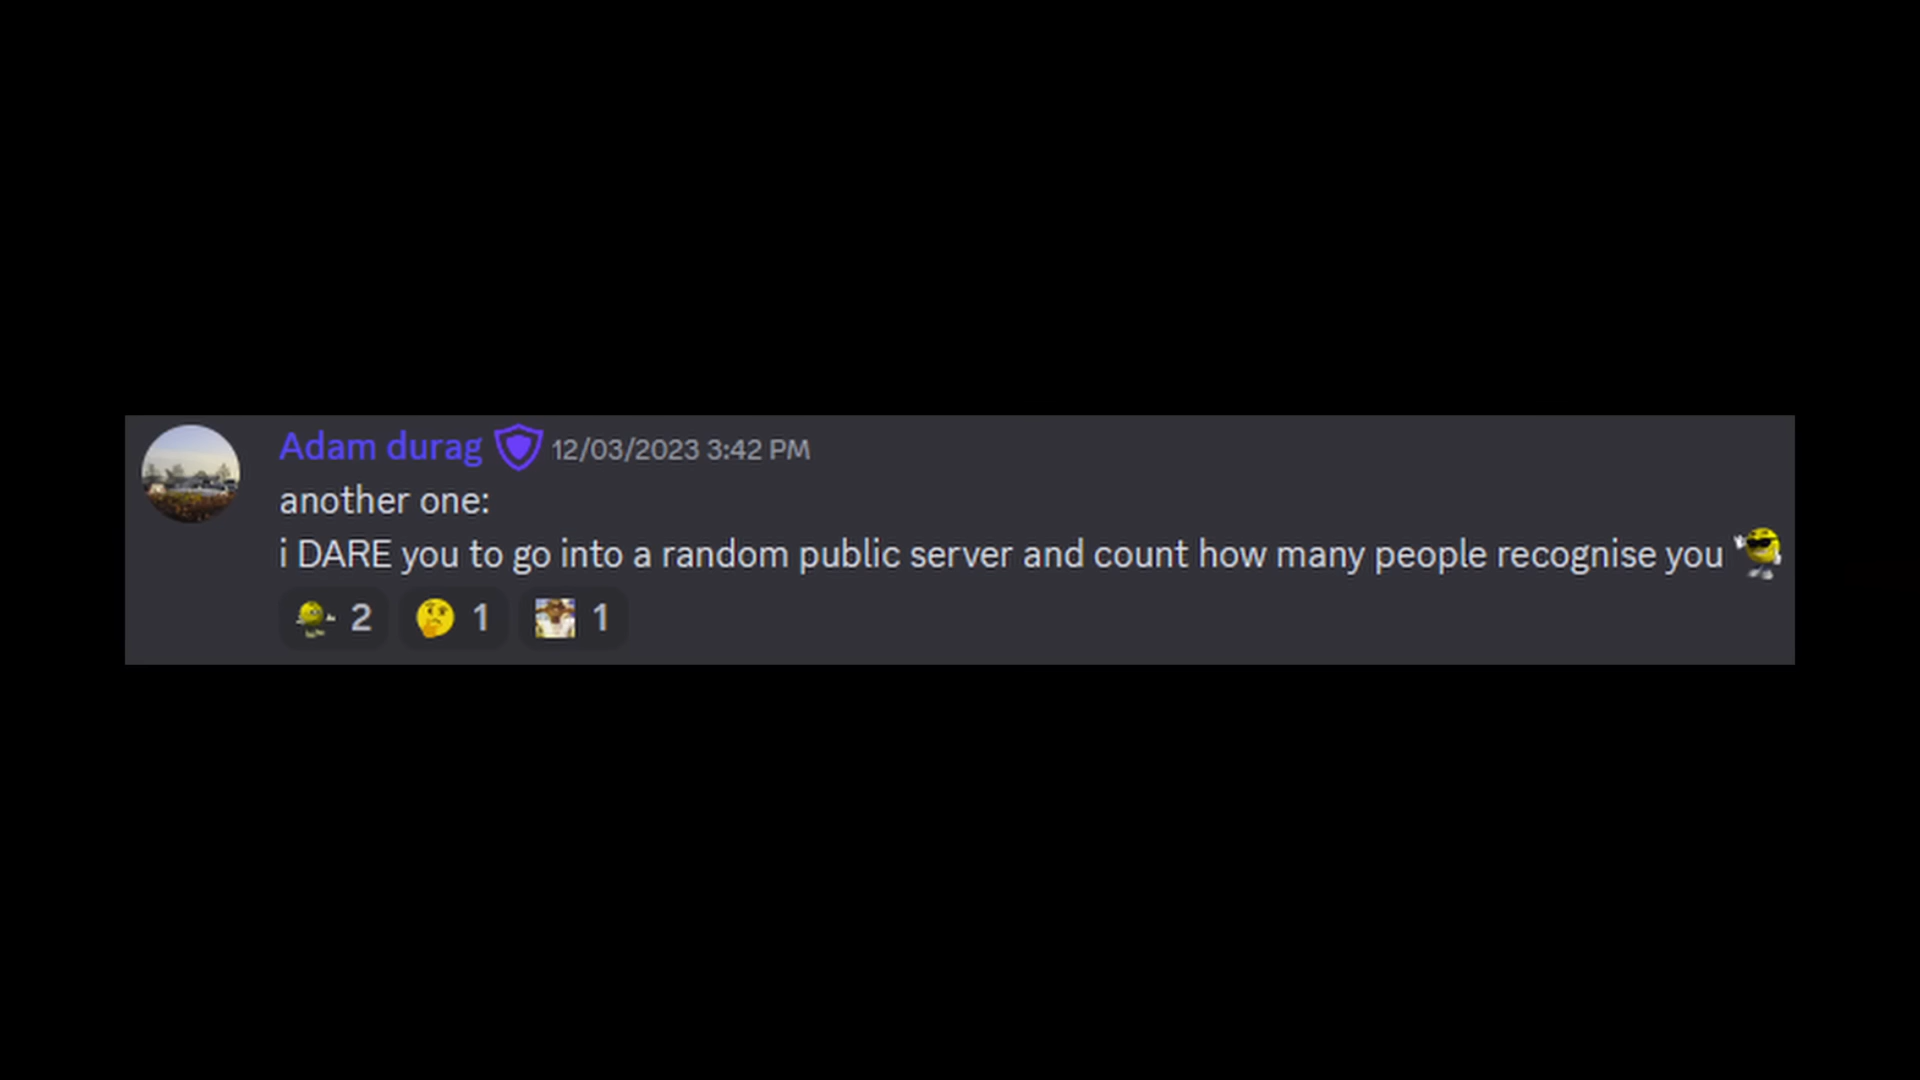 Adam durag 12/03/2023 3:42 PM
another one:
i DARE you to go into a random public server and count how many people recognise you
2 1 1